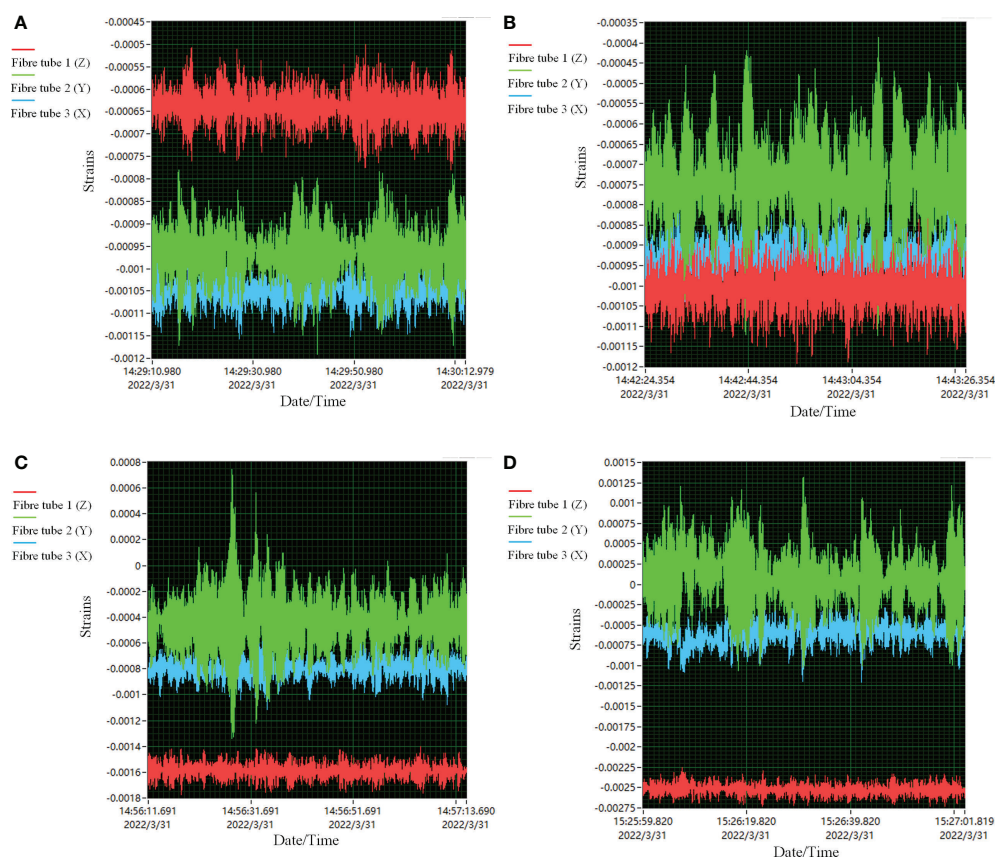 A
Fibre tube 1 (Z)
Fibre tube 2 (Y)
Fibre tube 3 (X)
Strains
-0.00045
-0.0005
-0.00055
-0.0006
-0.00065
-0.0007
-0.00075
-0.0008
-0.00085
-0.0009
-0.00095
-0.001
-0.00105
-0.0011
-0.00115
-0.0012
14:29:10.980 14:29:30.980 14:29:50.980 14:30:12.979
2022/3/31 2022/3/31 2022/3/31 2022/3/31
Date/Time
B
Fibre tube 1 (Z)
Fibre tube 2 (Y)
Fibre tube 3 (X)
Strains
-0.00035
-0.0004
-0.00045
-0.0005
-0.00055
-0.0006
-0.00065
-0.0007
-0.00075
-0.0008
-0.00085
-0.0009
-0.00095
-0.001
-0.00105
-0.0011
-0.00115
-0.0012
14:42:24.354 14:42:44.354 14:43:04.354 14:43:26.354
2022/3/31 2022/3/31 2022/3/31 2022/3/31
Date/Time
C
Fibre tube 1 (Z)
Fibre tube 2 (Y)
Fibre tube 3 (X)
Strains
0.0008
0.0006
0.0004
0.0002
0
-0.0002
-0.0004
-0.0006
-0.0008
-0.001
-0.0012
-0.0014
-0.0016
-0.0018
14:56:11.691 14:56:31.691 14:56:51.691 14:57:13.690
2022/3/31 2022/3/31 2022/3/31 2022/3/31
Date/Time
D
Fibre tube 1 (Z)
Fibre tube 2 (Y)
Fibre tube 3 (X)
Strains
0.0015
0.00125
0.001
0.00075
0.0005
0.00025
0
-0.00025
-0.0005
-0.00075
-0.001
-0.00125
-0.0015
-0.00175
-0.002
-0.00225
-0.0025
-0.00275
15:25:59.820 15:26:19.820 15:26:39.820 15:27:01.819
2022/3/31 2022/3/31 2022/3/31 2022/3/31
Date/Time